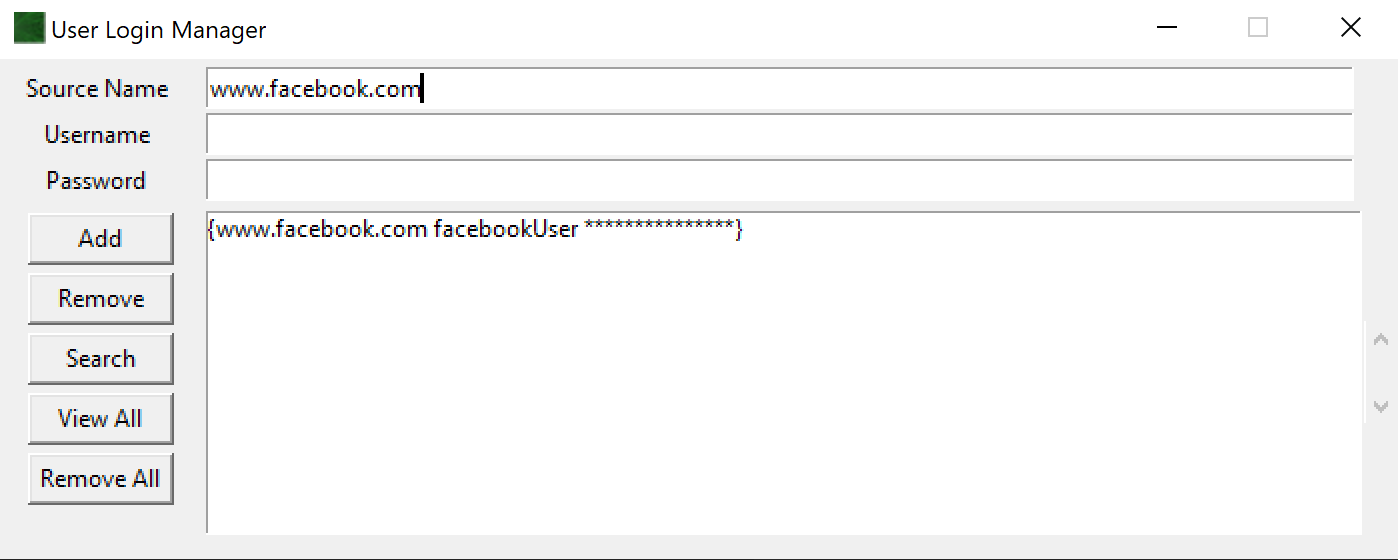 User Login Manager
Source Name www.facebook.com
Username
Password
Add
{www.facebook.com facebookUser ***************}
Remove
Search
View All
Remove All